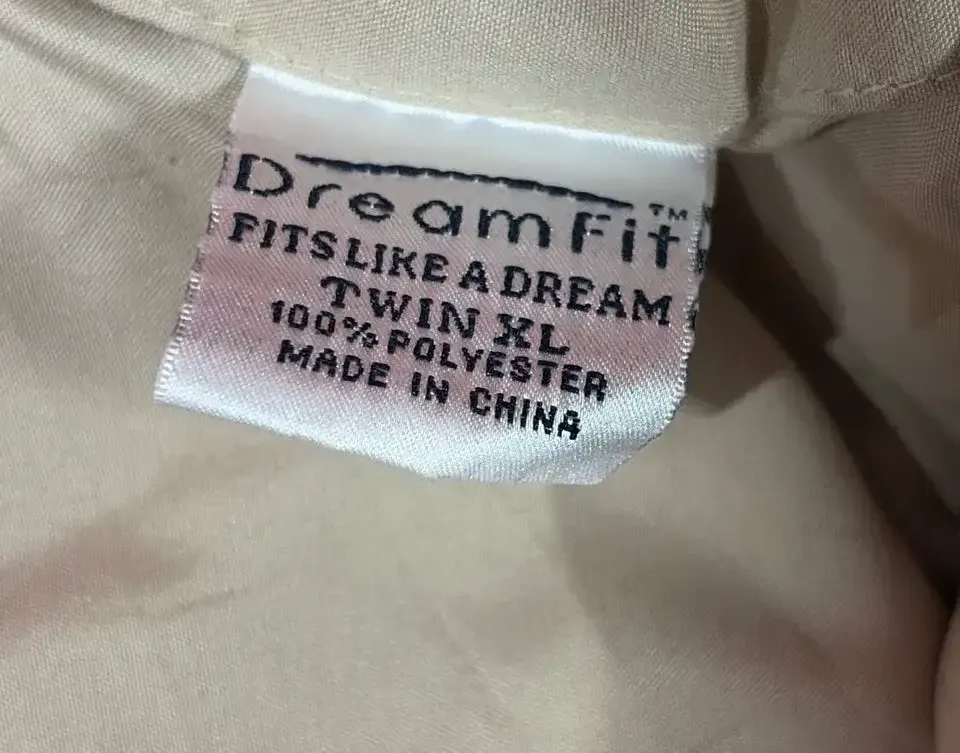 DreamFit™
FITS LIKE A DREAM
TWIN XL
100% POLYESTER
MADE IN CHINA